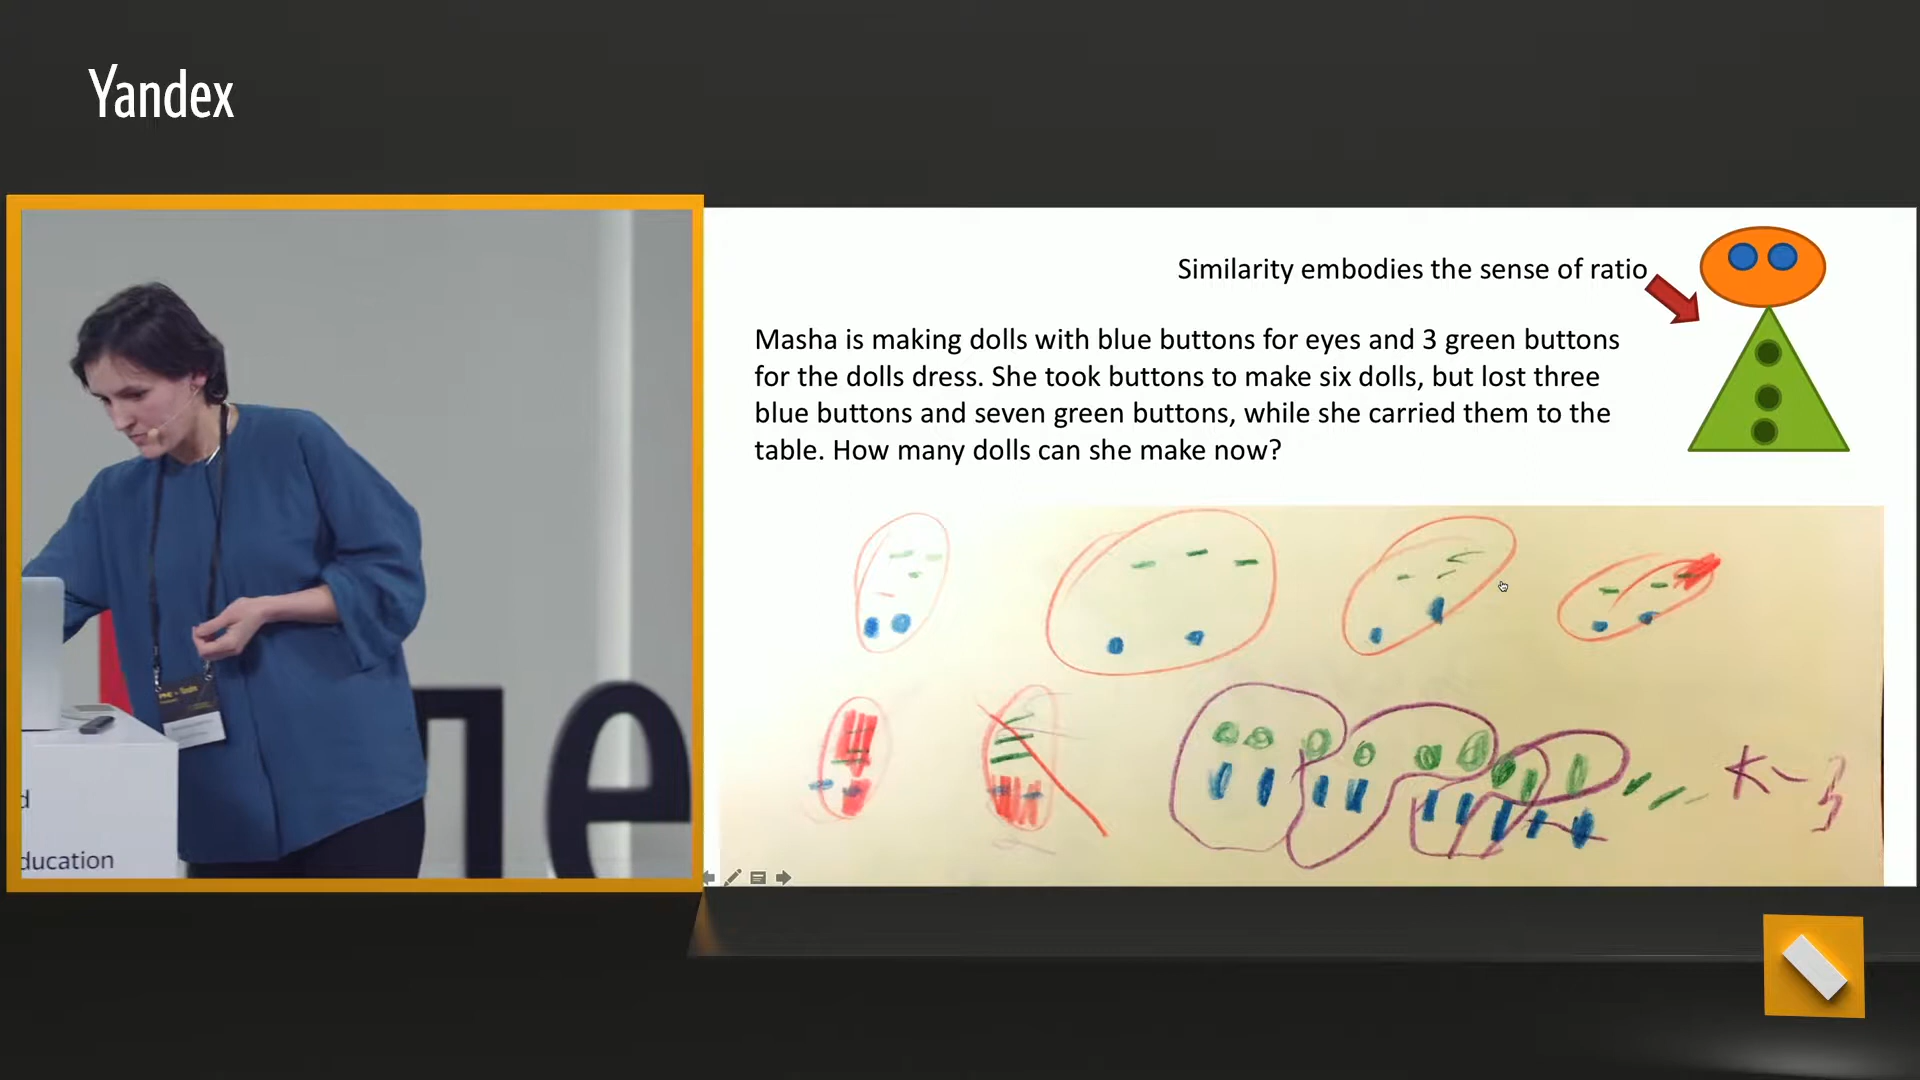 Yandex
Similarity embodies the sense of ratio
Masha is making dolls with blue buttons for eyes and 3 green buttons
for the dolls dress. She took buttons to make six dolls, but lost three
blue buttons and seven green buttons, while she carried them to the
table. How many dolls can she make now?
ne
d
ducation